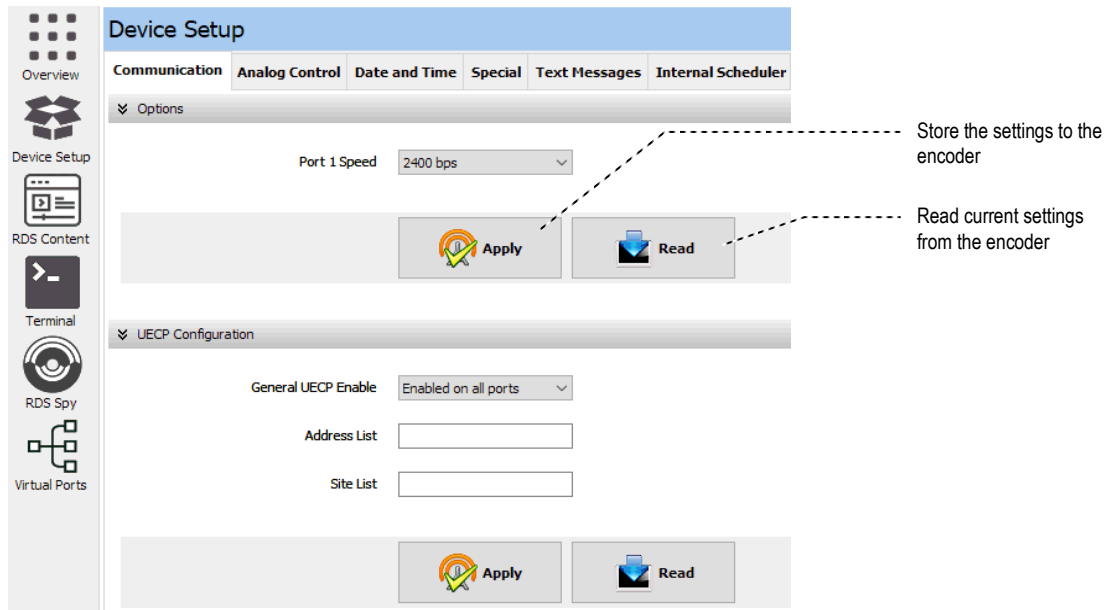 Overview
Device Setup
RDS Content
Terminal
RDS Spy
Virtual Ports
Device Setup
Communication Analog Control Date and Time Special Text Messages Internal Scheduler
Options
Port 1 Speed 2400 bps
Apply Read
UECP Configuration
General UECP Enable Enabled on all ports
Address List
Site List
Apply Read
Store the settings to the
encoder
Read current settings
from the encoder